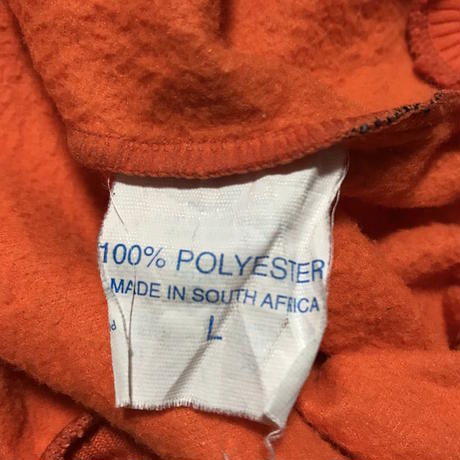 100% POLYESTER
MADE IN SOUTH AFRICA
L